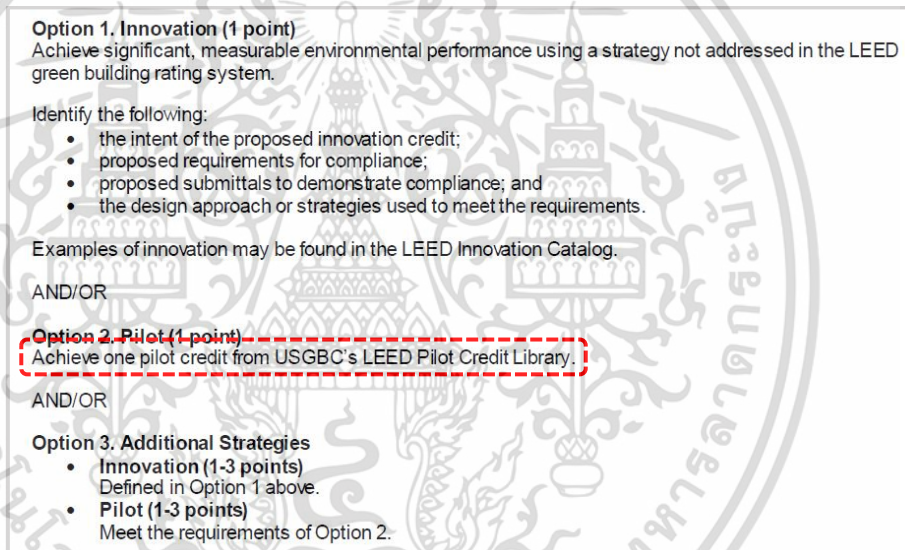 Option 1. Innovation (1 point)
Achieve significant, measurable environmental performance using a strategy not addressed in the LEED
green building rating system.
Identify the following:
• the intent of the proposed innovation credit;
• proposed requirements for compliance;
• proposed submittals to demonstrate compliance; and
• the design approach or strategies used to meet the requirements.
Examples of innovation may be found in the LEED Innovation Catalog.
AND/OR
Option 2. Pilot (1 point)
Achieve one pilot credit from USGBC's LEED Pilot Credit Library.
AND/OR
Option 3. Additional Strategies
• Innovation (1-3 points)
Defined in Option 1 above.
• Pilot (1-3 points)
Meet the requirements of Option 2.